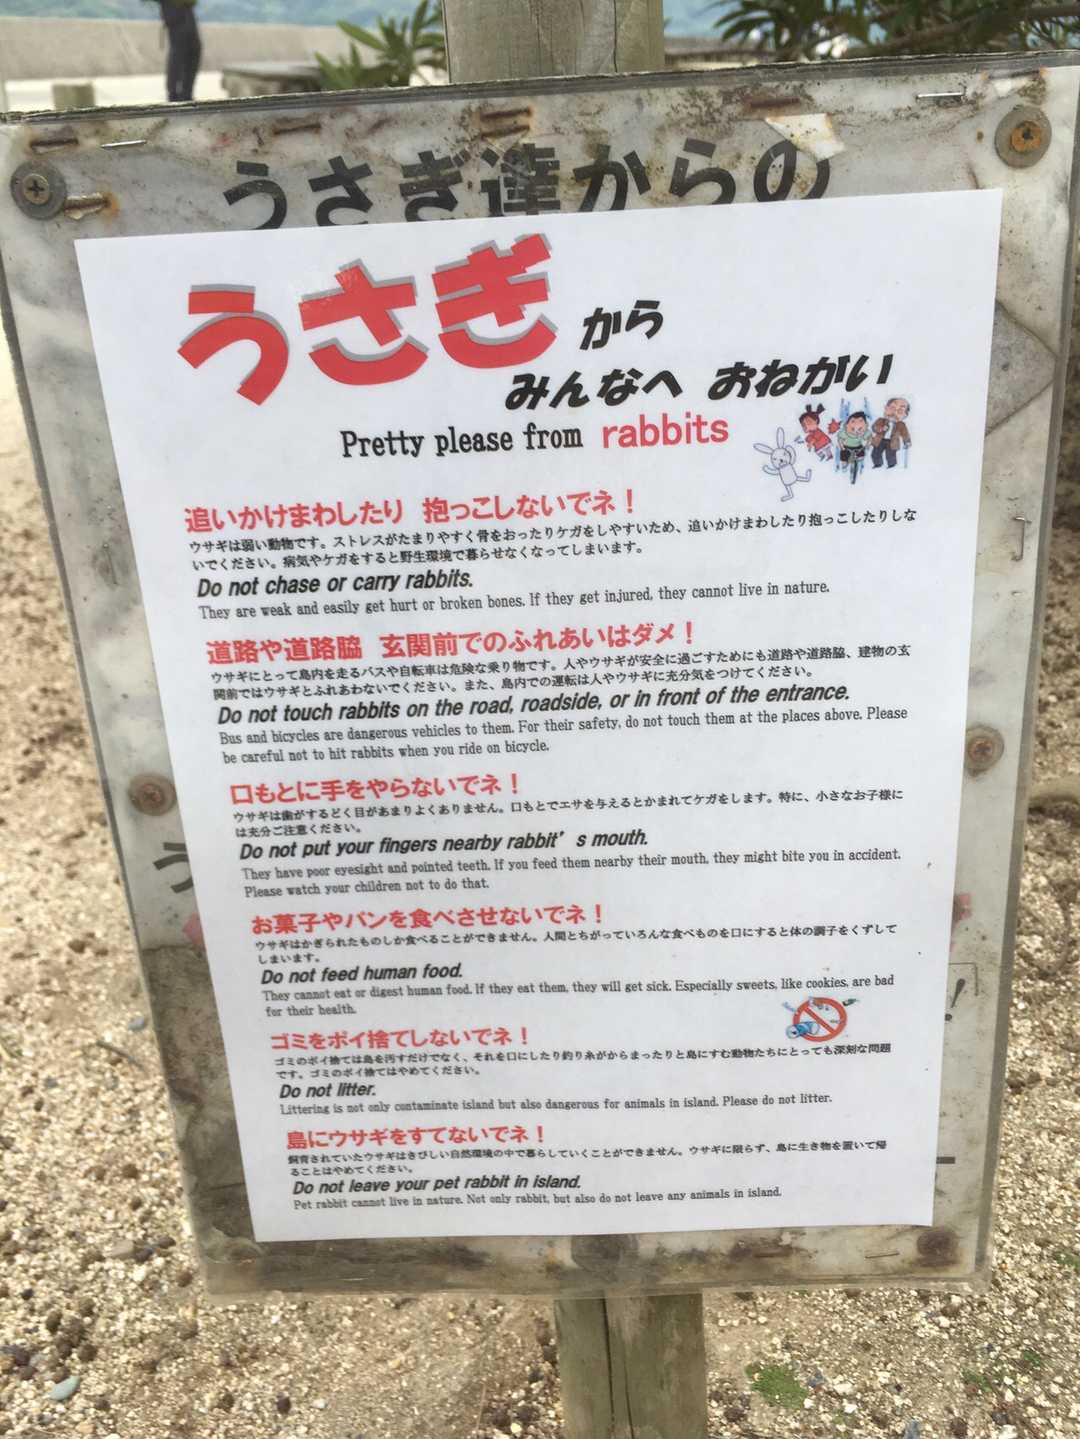 うさぎ達からの
うさぎ から
みんなへ おねがい
Pretty please from rabbits
追いかけまわしたり 抱っこしないでネ！
ウサギは弱い動物です。ストレスがたまりやすく骨をおったりケガをしやすいため、追いかけまわしたり抱っこしたりしな
いでください。病気やケガをすると野生環境で暮らせなくなってしまいます。
Do not chase or carry rabbits.
They are weak and easily get hurt or broken bones. If they get injured, they cannot live in nature.
道路や道路脇 玄関前でのふれあいはダメ！
ウサギにとって島内を走るバスや自転車は危険な乗り物です。人やウサギが安全に過ごすためにも道路や道路脇、建物の玄
関前ではウサギとふれあわないでください。また、島内での運転は人やウサギに充分気をつけてください。
Do not touch rabbits on the road, roadside, or in front of the entrance.
Bus and bicycles are dangerous vehicles to them. For their safety, do not touch them at the places above. Please
be careful not to hit rabbits when you ride on bicycle.
口もとに手をやらないでネ！
ウサギは歯がするどく目があまりよくありません。口もとでエサを与えるとかまれてケガをします。特に、小さなお子様に
は充分ご注意ください。
Do not put your fingers nearby rabbit’s mouth.
They have poor eyesight and pointed teeth. If you feed them nearby their mouth, they might bite you in accident.
Please watch your children not to do that.
お菓子やパンを食べさせないでネ！
ウサギはかぎられたものしか食べることができません。人間とちがっていろんな食べものを口にすると体の調子をくずして
しまいます。
Do not feed human food.
They cannot eat or digest human food. If they eat them, they will get sick. Especially sweets, like cookies, are bad
for their health.
ゴミをポイ捨てしないでネ！
ゴミのポイ捨ては島を汚すだけでなく、それを口にしたり釣り糸がからまったりと島にすむ動物たちにとっても深刻な問題
です。ゴミのポイ捨てはやめてください。
Do not litter.
Littering is not only contaminate island but also dangerous for animals in island. Please do not litter.
島にウサギをすてないでネ！
飼育されていたウサギはきびしい自然環境の中で暮らしていくことができません。ウサギに限らず、島に生き物を置いて帰
ることはやめてください。
Do not leave your pet rabbit in island.
Pet rabbit cannot live in nature. Not only rabbit, but also do not leave any animals in island.